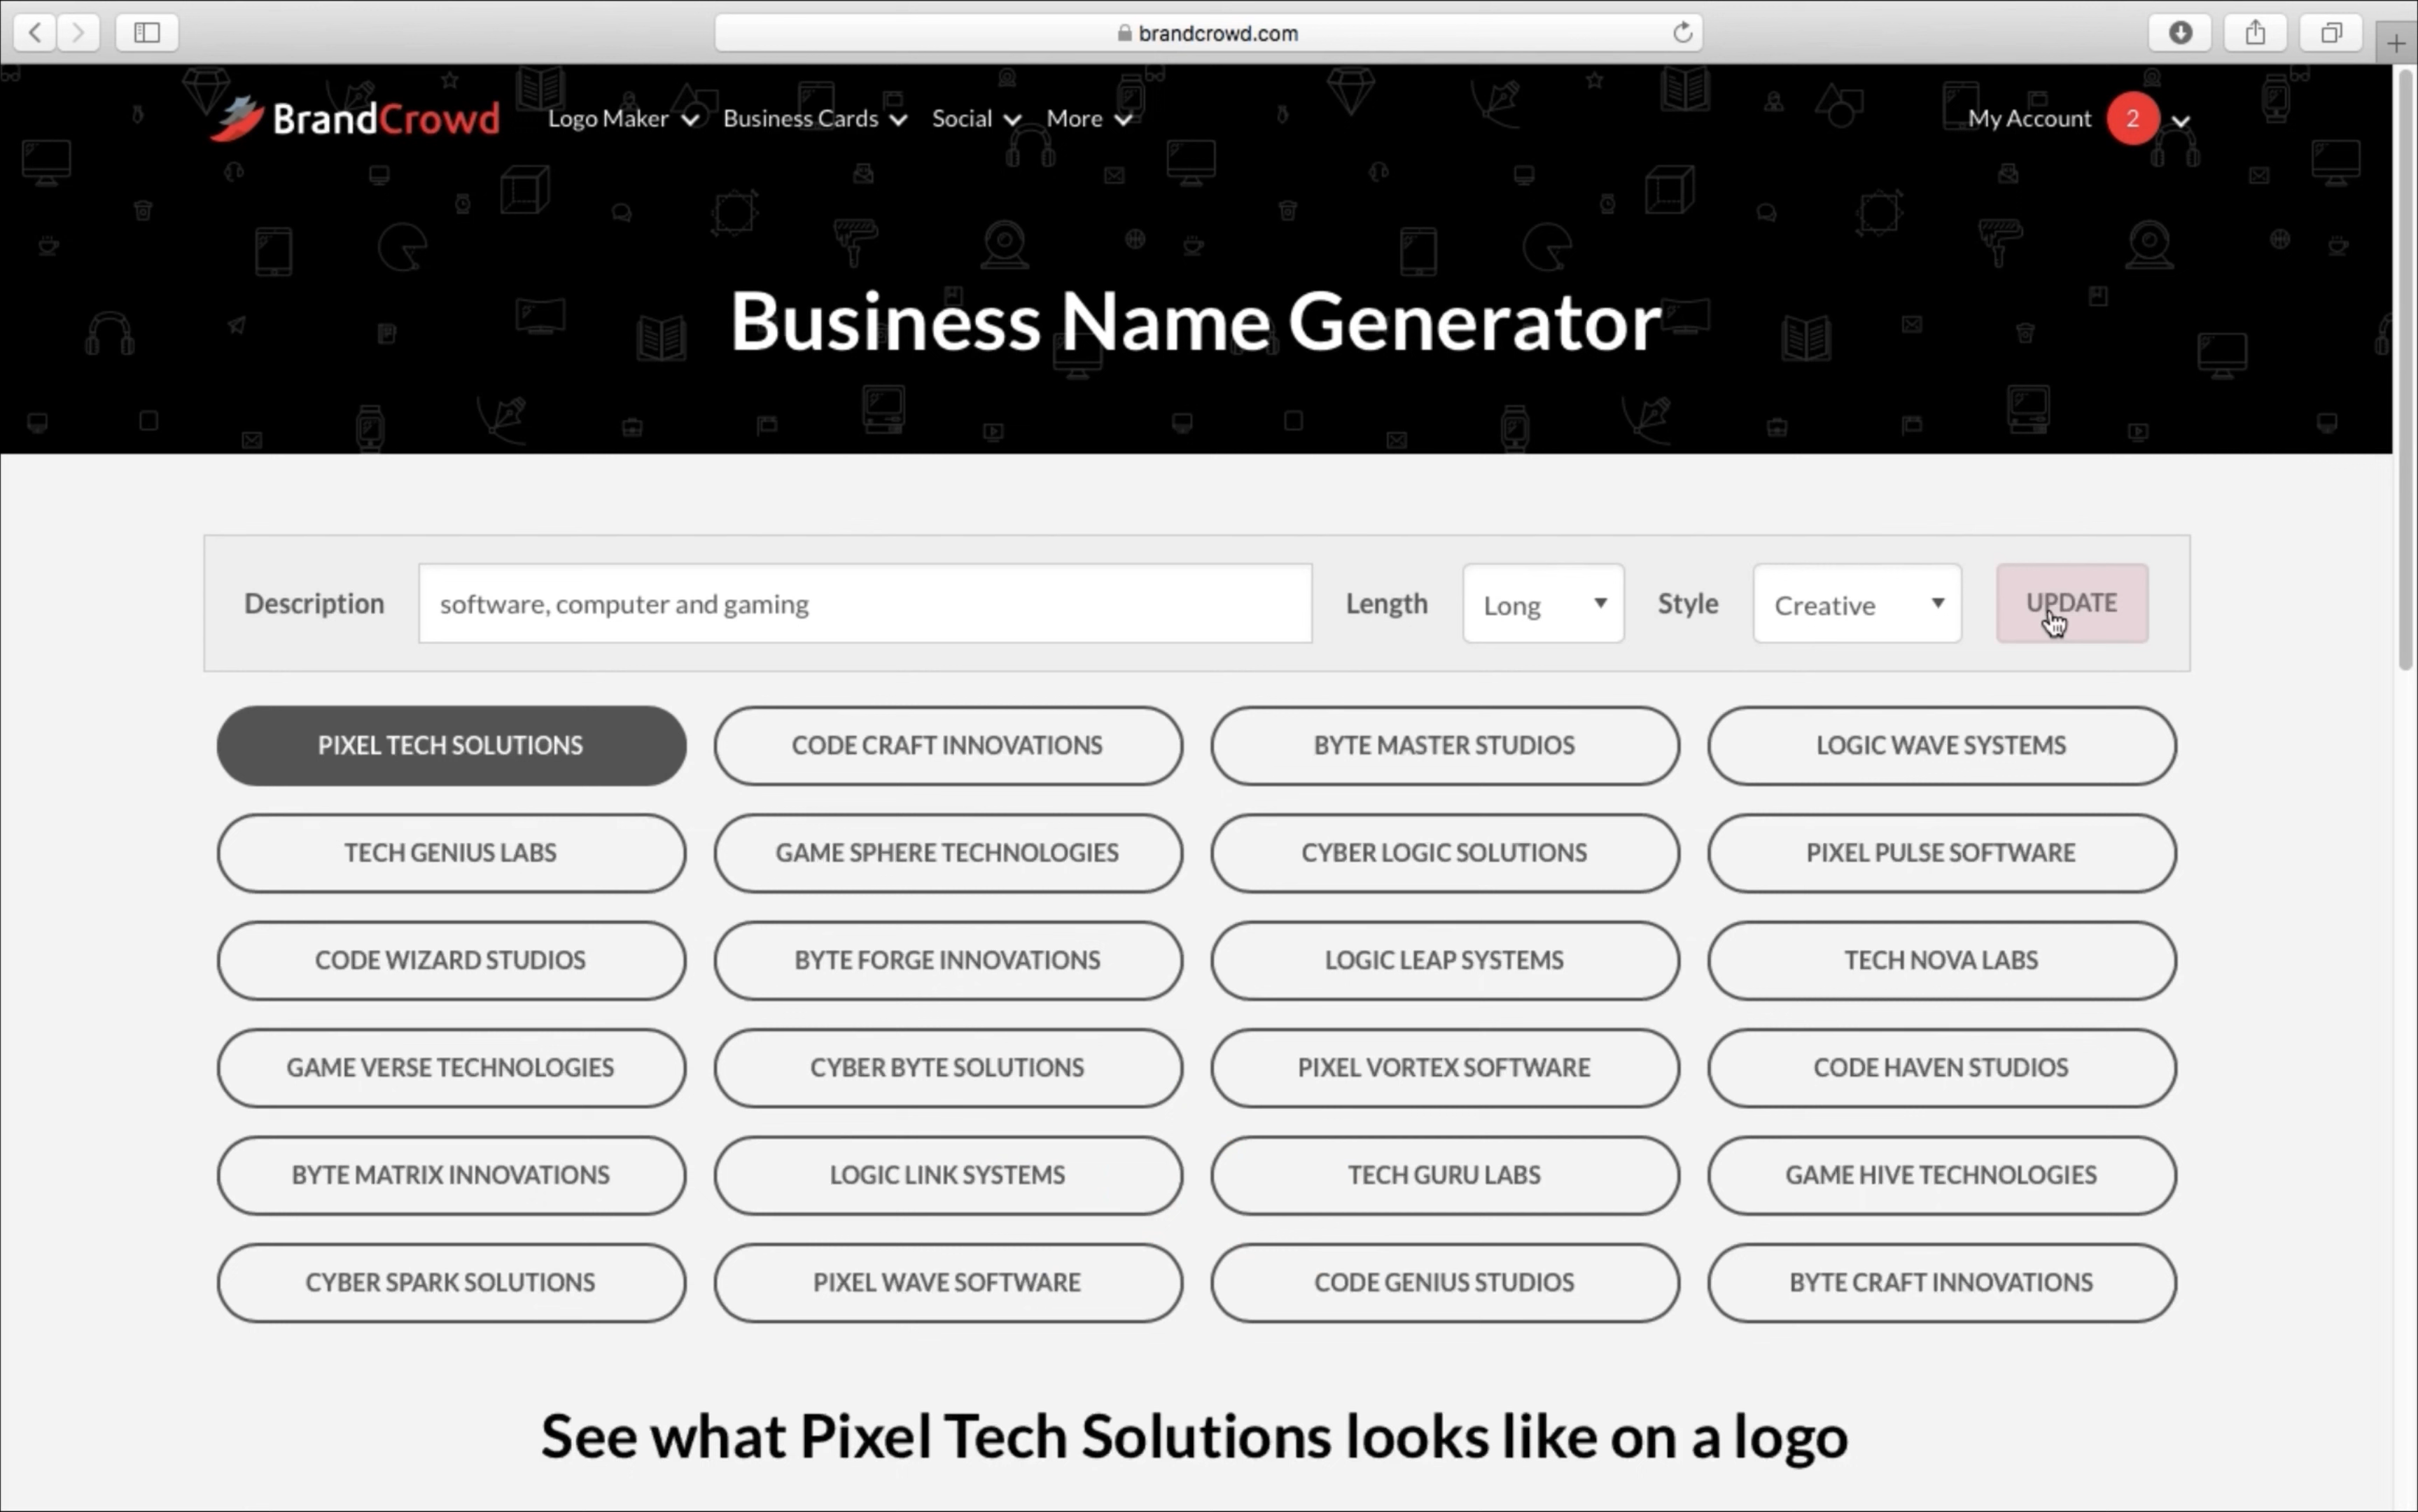 brandcrowd.com
BrandCrowd Logo Maker Business Cards Social More My Account 2
Business Name Generator
Description software, computer and gaming Length Long Style Creative UPDATE
PIXEL TECH SOLUTIONS CODE CRAFT INNOVATIONS BYTE MASTER STUDIOS LOGIC WAVE SYSTEMS
TECH GENIUS LABS GAME SPHERE TECHNOLOGIES CYBER LOGIC SOLUTIONS PIXEL PULSE SOFTWARE
CODE WIZARD STUDIOS BYTE FORGE INNOVATIONS LOGIC LEAP SYSTEMS TECH NOVA LABS
GAME VERSE TECHNOLOGIES CYBER BYTE SOLUTIONS PIXEL VORTEX SOFTWARE CODE HAVEN STUDIOS
BYTE MATRIX INNOVATIONS LOGIC LINK SYSTEMS TECH GURU LABS GAME HIVE TECHNOLOGIES
CYBER SPARK SOLUTIONS PIXEL WAVE SOFTWARE CODE GENIUS STUDIOS BYTE CRAFT INNOVATIONS
See what Pixel Tech Solutions looks like on a logo